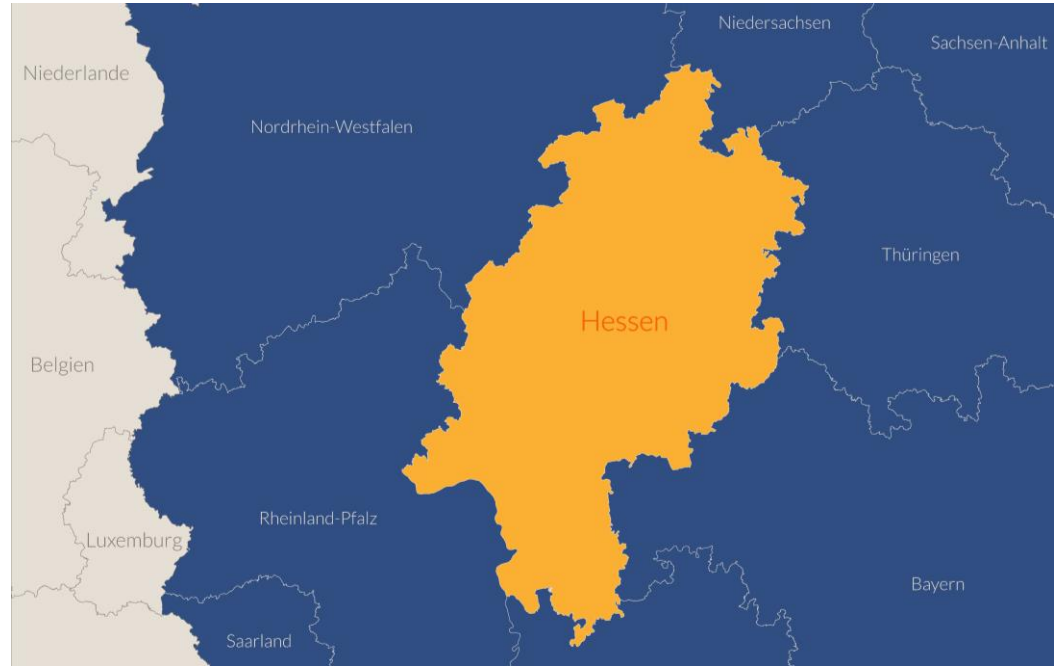 Niedersachsen
Sachsen-Anhalt
Niederlande
Nordrhein-Westfalen
Thüringen
Hessen
Belgien
Rheinland-Pfalz
Luxemburg
Bayern
Saarland